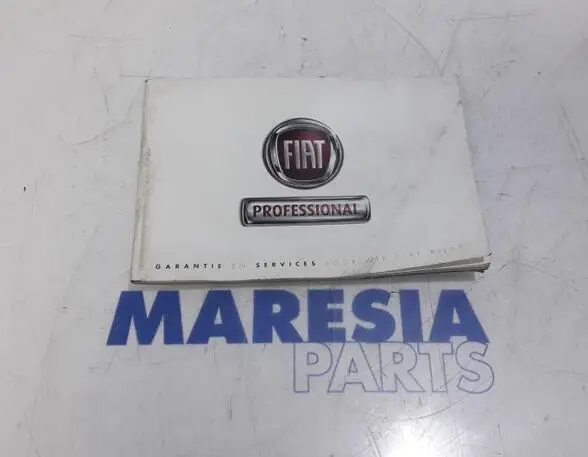 FIAT
PROFESSIONAL
GARANTIE EN SERVICES
MARESIA
PARTS